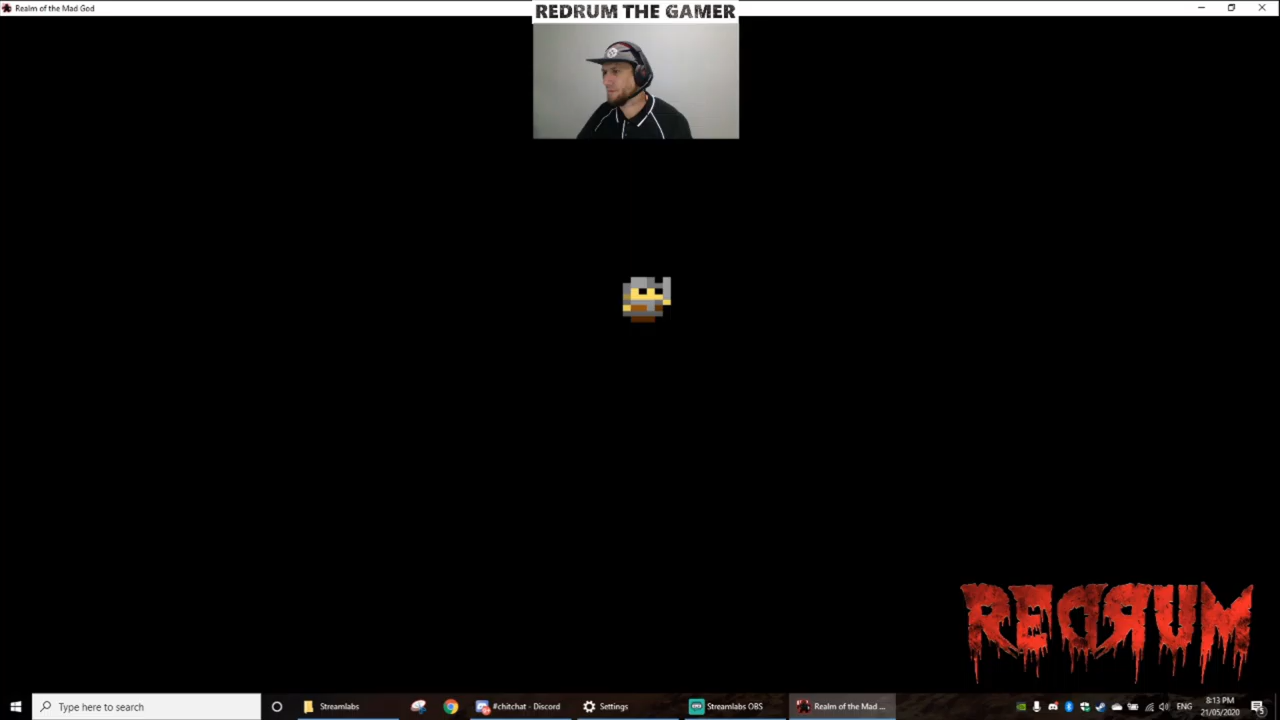 Realm of the Mad God
REDRUM THE GAMER
REDRUM
Type here to search
Streamlabs
#chitchat - Discord
Settings
Streamlabs OBS
Realm of the Mad ...
ENG
8:13 PM
21/05/2020